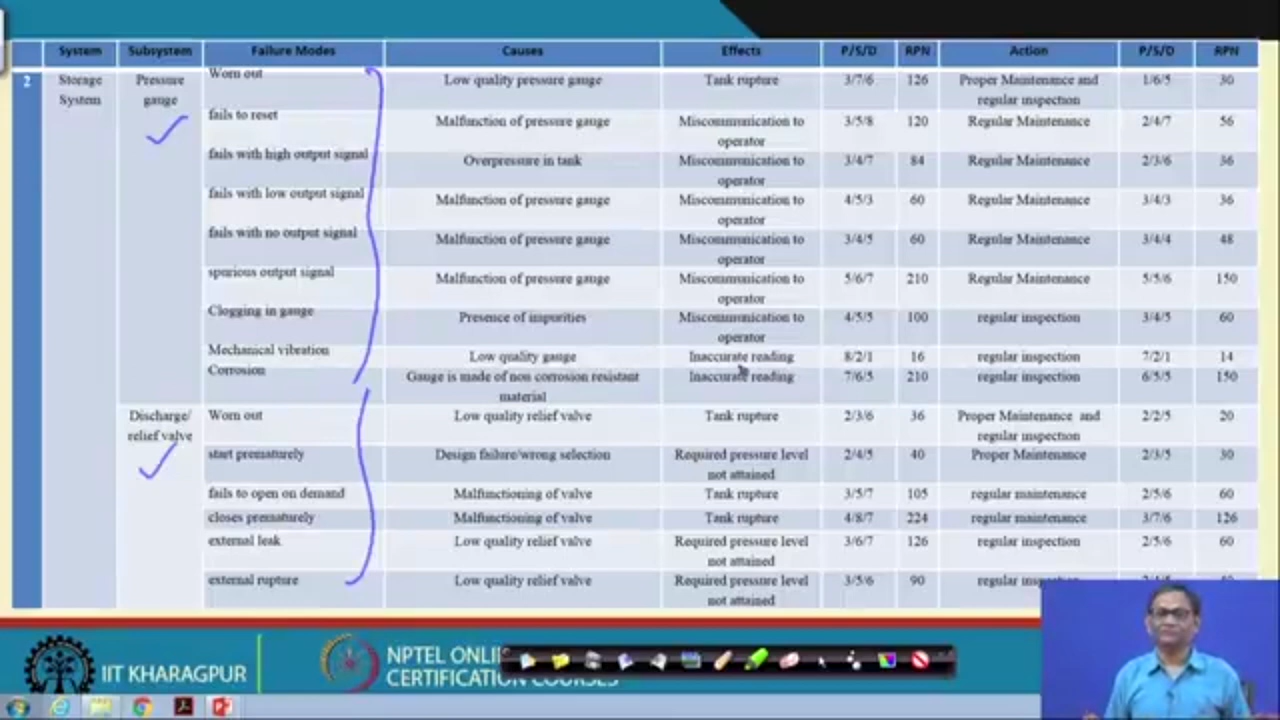 System Subsystem Failure Modes Causes Effects P/S/D RPN Action P/S/D RPN
2 Storage Pressure Worn out Low quality pressure gauge Tank rupture 3/7/6 126 Proper Maintenance and 1/6/5 30
System gauge regular inspection
fails to reset Malfunction of pressure gauge Miscommunication to 3/5/8 120 Regular Maintenance 2/4/7 56
operator
fails with high output signal Overpressure in tank Miscommunication to 3/4/7 84 Regular Maintenance 2/3/6 36
operator
fails with low output signal Malfunction of pressure gauge Miscommunication to 4/5/3 60 Regular Maintenance 3/4/3 36
operator
fails with no output signal Malfunction of pressure gauge Miscommunication to 3/4/5 60 Regular Maintenance 3/4/4 48
operator
spurious output signal Malfunction of pressure gauge Miscommunication to 5/6/7 210 Regular Maintenance 5/5/6 150
operator
Clogging in gauge Presence of impurities Miscommunication to 4/5/5 100 regular inspection 3/4/5 60
operator
Mechanical vibration Low quality gauge Inaccurate reading 8/2/1 16 regular inspection 7/2/1 14
Corrosion Gauge is made of non corrosion resistant Inaccurate reading 7/6/5 210 regular inspection 6/5/5 150
material
Discharge/ Worn out Low quality relief valve Tank rupture 2/3/6 36 Proper Maintenance and 2/2/5 20
relief valve regular inspection
start prematurely Design failure/wrong selection Required pressure level 2/4/5 40 Proper Maintenance 2/3/5 30
not attained
fails to open on demand Malfunctioning of valve Tank rupture 3/5/7 105 regular maintenance 2/5/6 60
closes prematurely Malfunctioning of valve Tank rupture 4/8/7 224 regular maintenance 3/7/6 126
external leak Low quality relief valve Required pressure level 3/6/7 126 regular inspection 2/5/6 60
not attained
external rupture Low quality relief valve Required pressure level 3/5/6 90 regular
not attained
IIT KHARAGPUR
NPTEL
CERTIFICATION COURSES